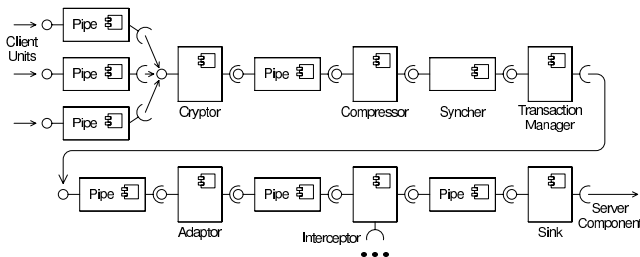 Pipe
Client
Units
Pipe
Pipe
Pipe
Cryptor
Compressor
Syncher
Transaction
Manager
Pipe
Pipe
Pipe
Adaptor
Interceptor
Sink
Server
Component